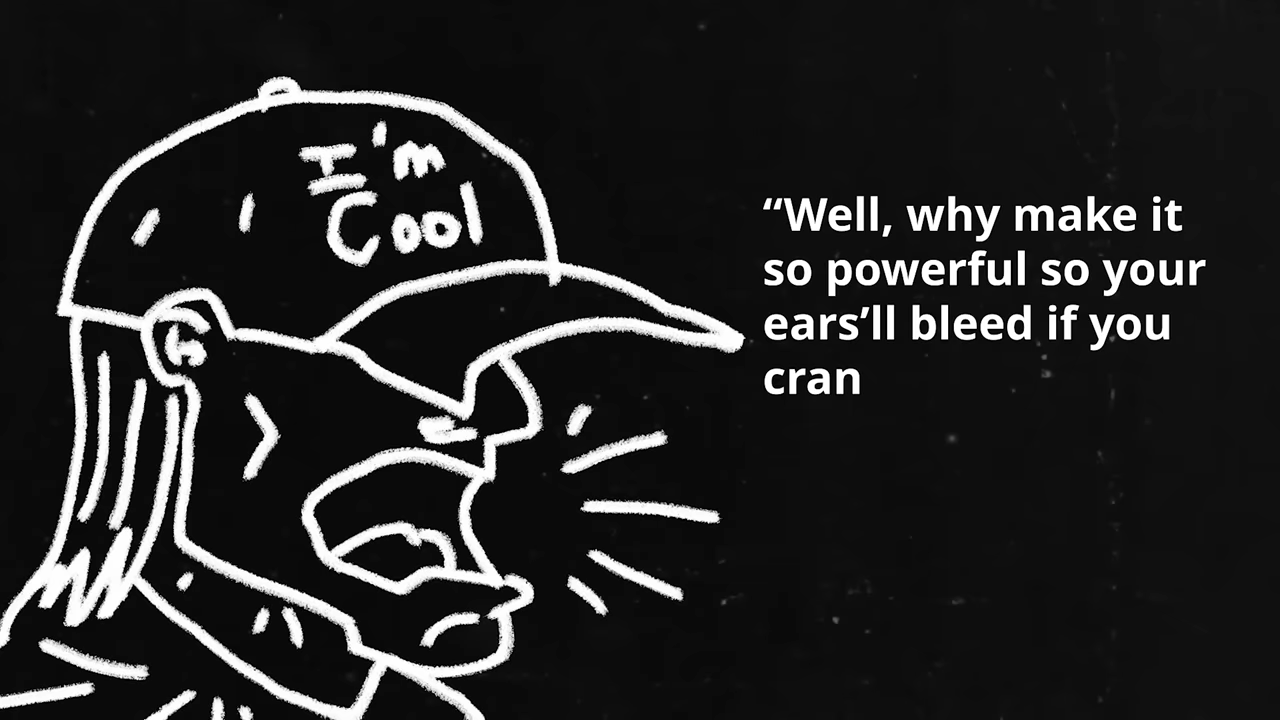 I'm
Cool
“Well, why make it
so powerful so your
ears’ll bleed if you
cran